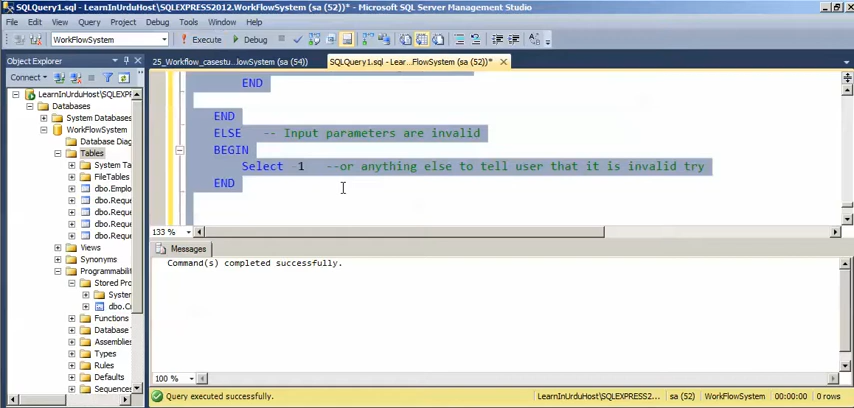 SQLQuery1.sql - LearnInUrduHost\SQLEXPRESS2012.WorkFlowSystem (sa (52))* - Microsoft SQL Server Management Studio
File Edit View Query Project Debug Tools Window Help
WorkFlowSystem Execute Debug
Object Explorer
Connect
LearnInUrduHost\SQLEXPRE
Databases
System Databases
WorkFlowSystem
Database Diag
Tables
System Ta
FileTables
dbo.Emplo
dbo.Reque
dbo.Reque
dbo.Reque
dbo.Reque
Views
Synonyms
Programmabili
Stored Pro
System
dbo.Cr
Functions
Database T
Assemblies
Types
Rules
Defaults
Sequences
25_Workflow_casestu...lowSystem (sa (54))
SQLQuery1.sql - Lear...FlowSystem (sa (52))*
END
END
ELSE -- Input parameters are invalid
BEGIN
Select -1 --or anything else to tell user that it is invalid try
END
133 %
Messages
Command(s) completed successfully.
100 %
Query executed successfully.
LearnInUrduHost\SQLEXPRESS2... sa (52) WorkFlowSystem 00:00:00 0 rows